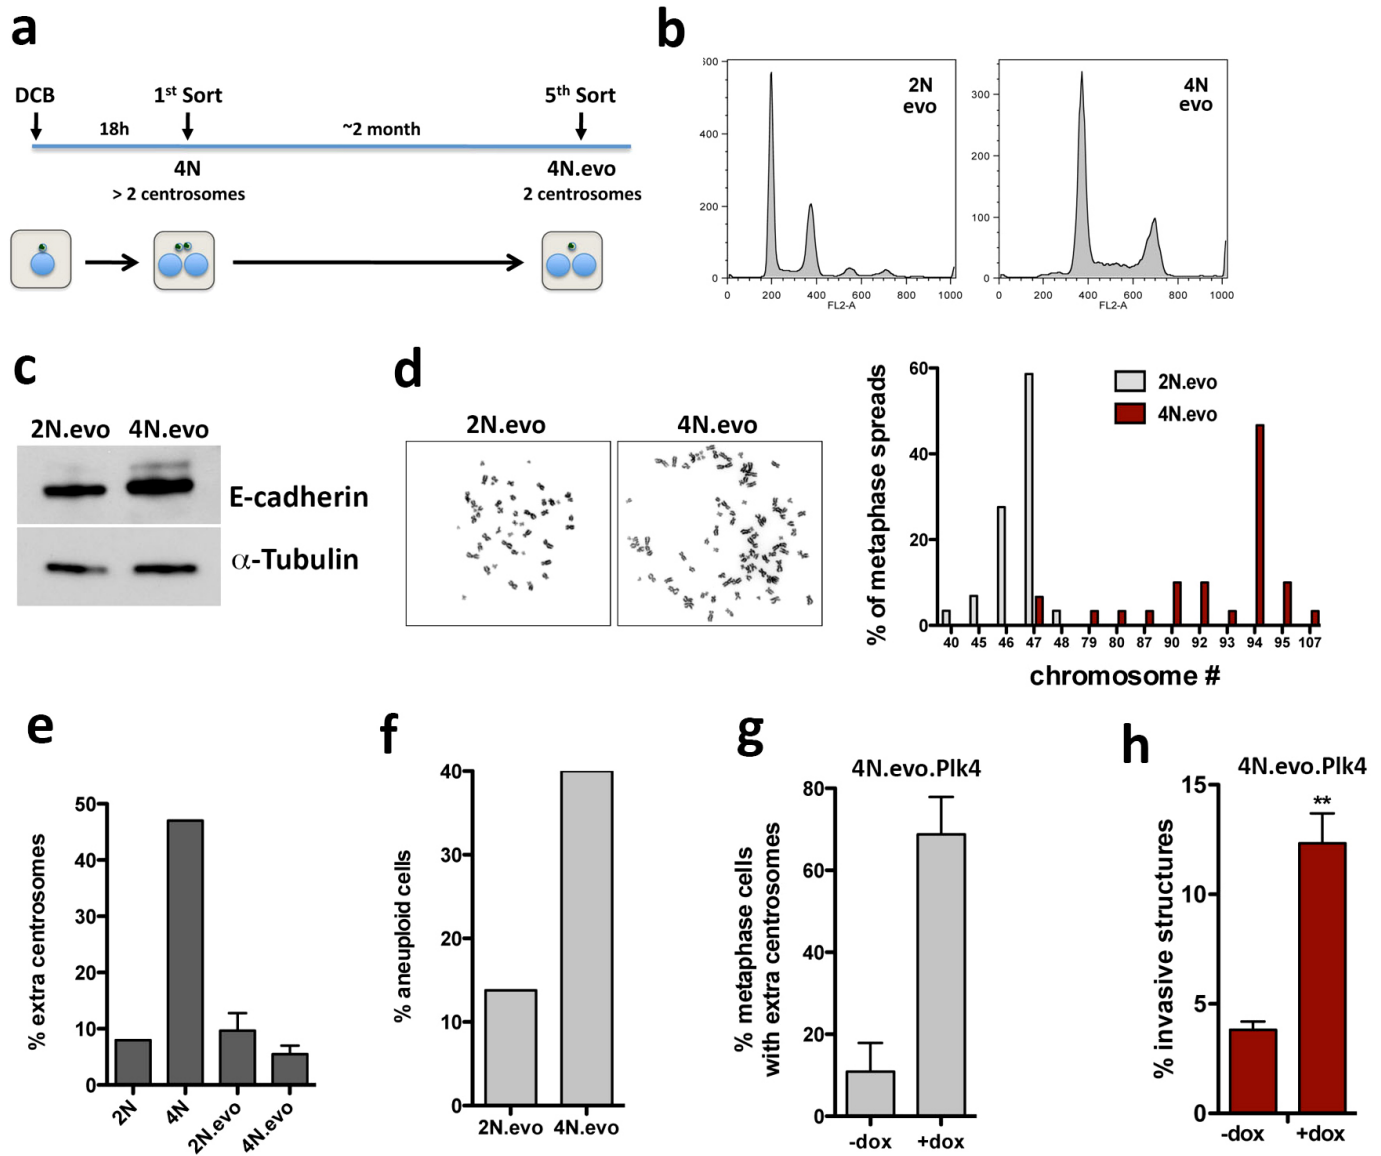 a
DCB
1st Sort
5th Sort
18h
~2 month
4N
4N.evo
> 2 centrosomes
2 centrosomes
b
2N
evo
400
200
0
0 200 400 600 800 1000
FL2-A
4N
evo
300
200
100
0
0 200 400 600 800 1000
FL2-A
c
2N.evo 4N.evo
E-cadherin
α-Tubulin
d
2N.evo
4N.evo
% of metaphase spreads
60
40
20
0
2N.evo
4N.evo
40 45 46 47 48 79 80 87 90 92 93 94 95 107
chromosome #
e
% extra centrosomes
50
40
30
20
10
0
2N
4N
2N.evo
4N.evo
f
% aneuploid cells
40
30
20
10
0
2N.evo 4N.evo
g
4N.evo.Plk4
% metaphase cells
with extra centrosomes
80
60
40
20
0
-dox +dox
h
4N.evo.Plk4
% invasive structures
15
10
5
0
**
-dox +dox